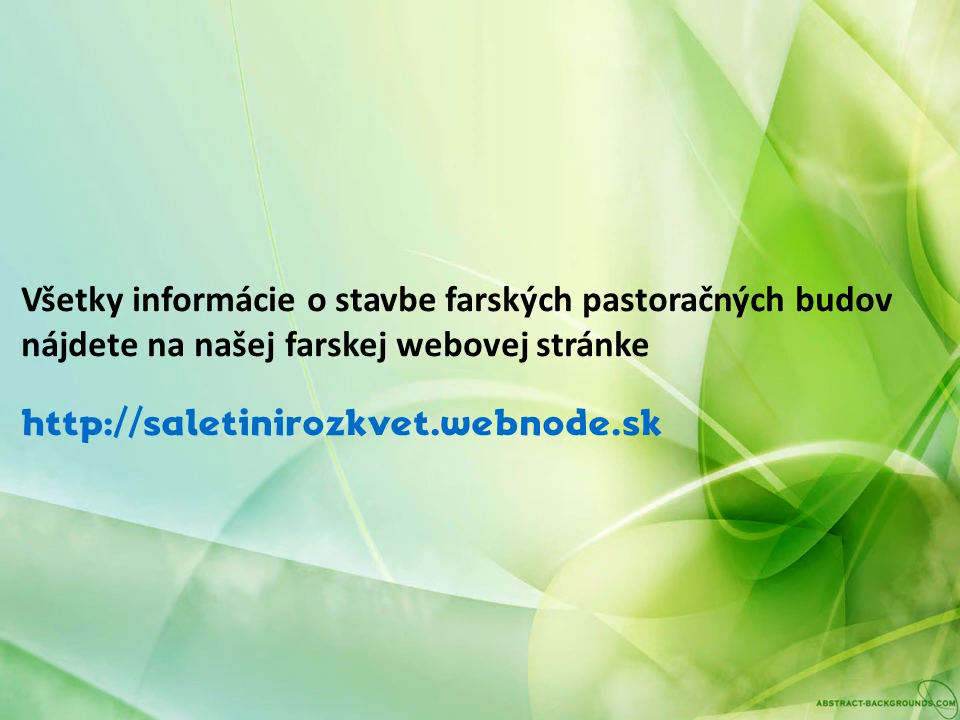 Všetky informácie o stavbe farských pastoračných budov
nájdete na našej farskej webovej stránke
http://saletinirozkvet.webnode.sk
ABSTRACT-BACKGROUNDS.COM